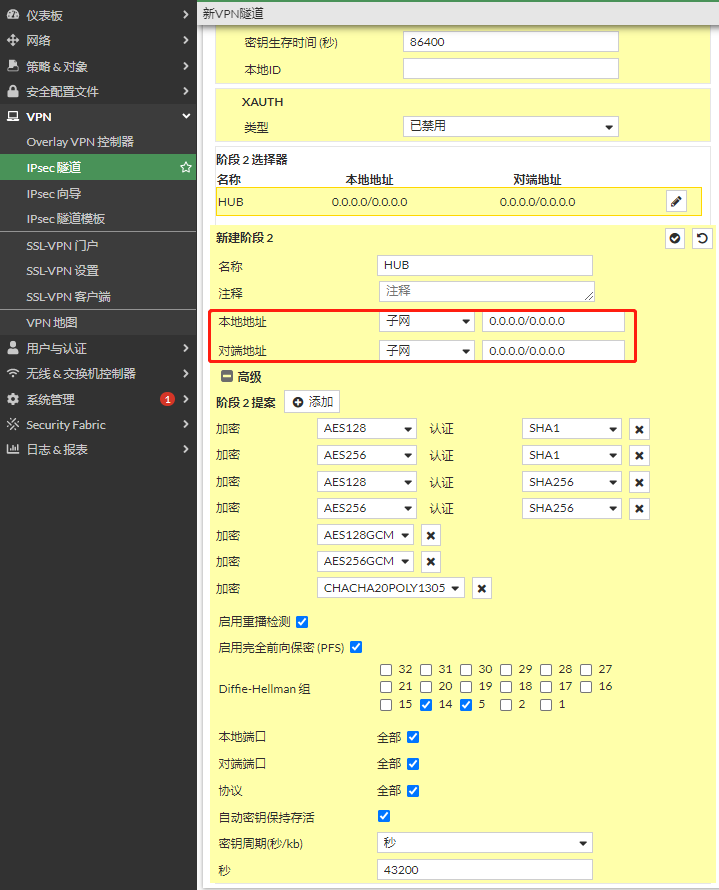 仪表板
网络
策略 & 对象
安全配置文件
VPN
Overlay VPN 控制器
IPsec 隧道
IPsec 向导
IPsec 隧道模板
SSL-VPN 门户
SSL-VPN 设置
SSL-VPN 客户端
VPN 地图
用户与认证
无线 & 交换机控制器
系统管理 1
Security Fabric
日志 & 报表
新VPN隧道
密钥生存时间 (秒) 86400
本地ID
XAUTH
类型 已禁用
阶段 2 选择器
名称 本地地址 对端地址
HUB 0.0.0.0/0.0.0.0 0.0.0.0/0.0.0.0
新建阶段 2
名称 HUB
注释 注释
本地地址 子网 0.0.0.0/0.0.0.0
对端地址 子网 0.0.0.0/0.0.0.0
高级
阶段 2 提案 添加
加密 AES128 认证 SHA1
加密 AES256 认证 SHA1
加密 AES128 认证 SHA256
加密 AES256 认证 SHA256
加密 AES128GCM
加密 AES256GCM
加密 CHACHA20POLY1305
启用重播检测
启用完全前向保密 (PFS)
Diffie-Hellman 组
32 31 30 29 28 27
21 20 19 18 17 16
15 14 5 2 1
本地端口 全部
对端端口 全部
协议 全部
自动密钥保持存活
密钥周期(秒/kb) 秒
秒 43200